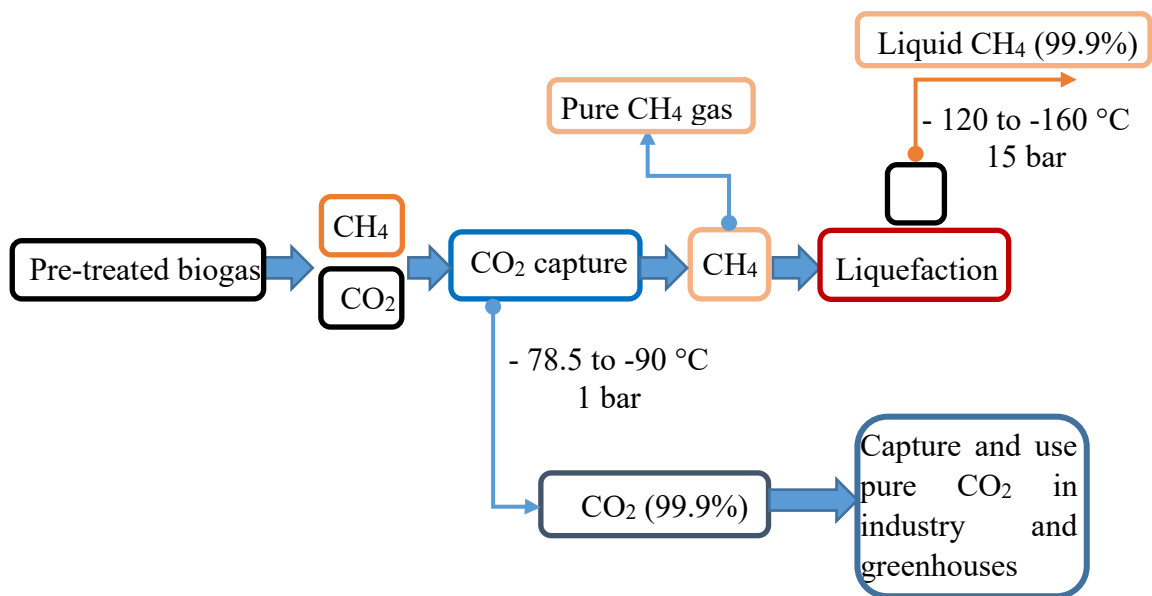 Liquid CH₄ (99.9%)
Pure CH₄ gas
- 120 to -160 °C
15 bar
CH₄
Pre-treated biogas
CO₂
CO₂ capture
CH₄
Liquefaction
- 78.5 to -90 °C
1 bar
CO₂ (99.9%)
Capture and use
pure CO₂ in
industry and
greenhouses